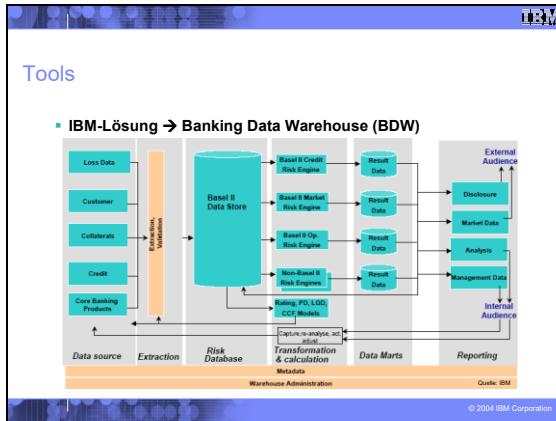 IBM
Tools
▪ IBM-Lösung → Banking Data Warehouse (BDW)
Loss Data
Customer
Collaterals
Credit
Core Banking
Products
Extraction,
Validation
Basel II
Data Store
Basel II Credit
Risk Engine
Basel II Market
Risk Engine
Basel II Op.
Risk Engine
Non-Basel II
Risk Engines
Rating, PD, LGD,
CCF Models
Capture,re-analyse, act,
adjust
Result
Data
Result
Data
Result
Data
Result
Data
External
Audience
Disclosure
Market Data
Analysis
Management Data
Internal
Audience
Data source
Extraction
Risk
Database
Transformation
& calculation
Data Marts
Reporting
Metadata
Warehouse Administration
Quelle: IBM
© 2004 IBM Corporation